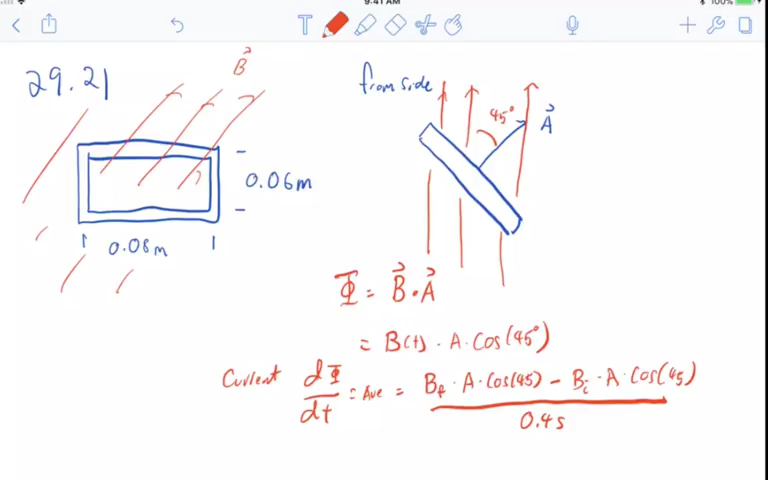 9:41 AM
100%
T
29.21
B
0.06m
0.08m
from side
45°
A
Φ = B · A
= B(t) · A · Cos(45°)
Current dΦ/dt = Ave = (B_f · A · Cos(45) − B_i · A · Cos(45)) / 0.4s